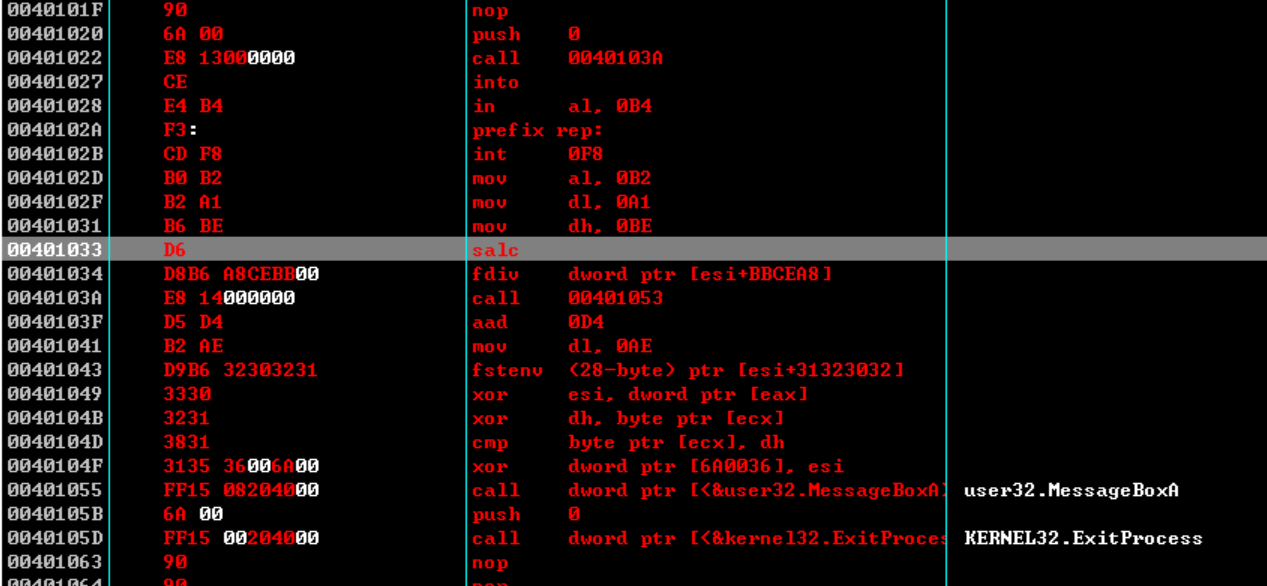 0040101F 90 nop
00401020 6A 00 push 0
00401022 E8 13000000 call 0040103A
00401027 CE into
00401028 E4 B4 in al, 0B4
0040102A F3: prefix rep:
0040102B CD F8 int 0F8
0040102D B0 B2 mov al, 0B2
0040102F B2 A1 mov dl, 0A1
00401031 B6 BE mov dh, 0BE
00401033 D6 salc
00401034 D8B6 A8CEBB00 fdiv dword ptr [esi+BBCEA8]
0040103A E8 14000000 call 00401053
0040103F D5 D4 aad 0D4
00401041 B2 AE mov dl, 0AE
00401043 D9B6 32303231 fstenv (28-byte) ptr [esi+31323032]
00401049 3330 xor esi, dword ptr [eax]
0040104B 3231 xor dh, byte ptr [ecx]
0040104D 3831 cmp byte ptr [ecx], dh
0040104F 3135 36006A00 xor dword ptr [6A0036], esi
00401055 FF15 08204000 call dword ptr [<&user32.MessageBoxA> user32.MessageBoxA
0040105B 6A 00 push 0
0040105D FF15 00204000 call dword ptr [<&kernel32.ExitProces KERNEL32.ExitProcess
00401063 90 nop
00401064 90 nop